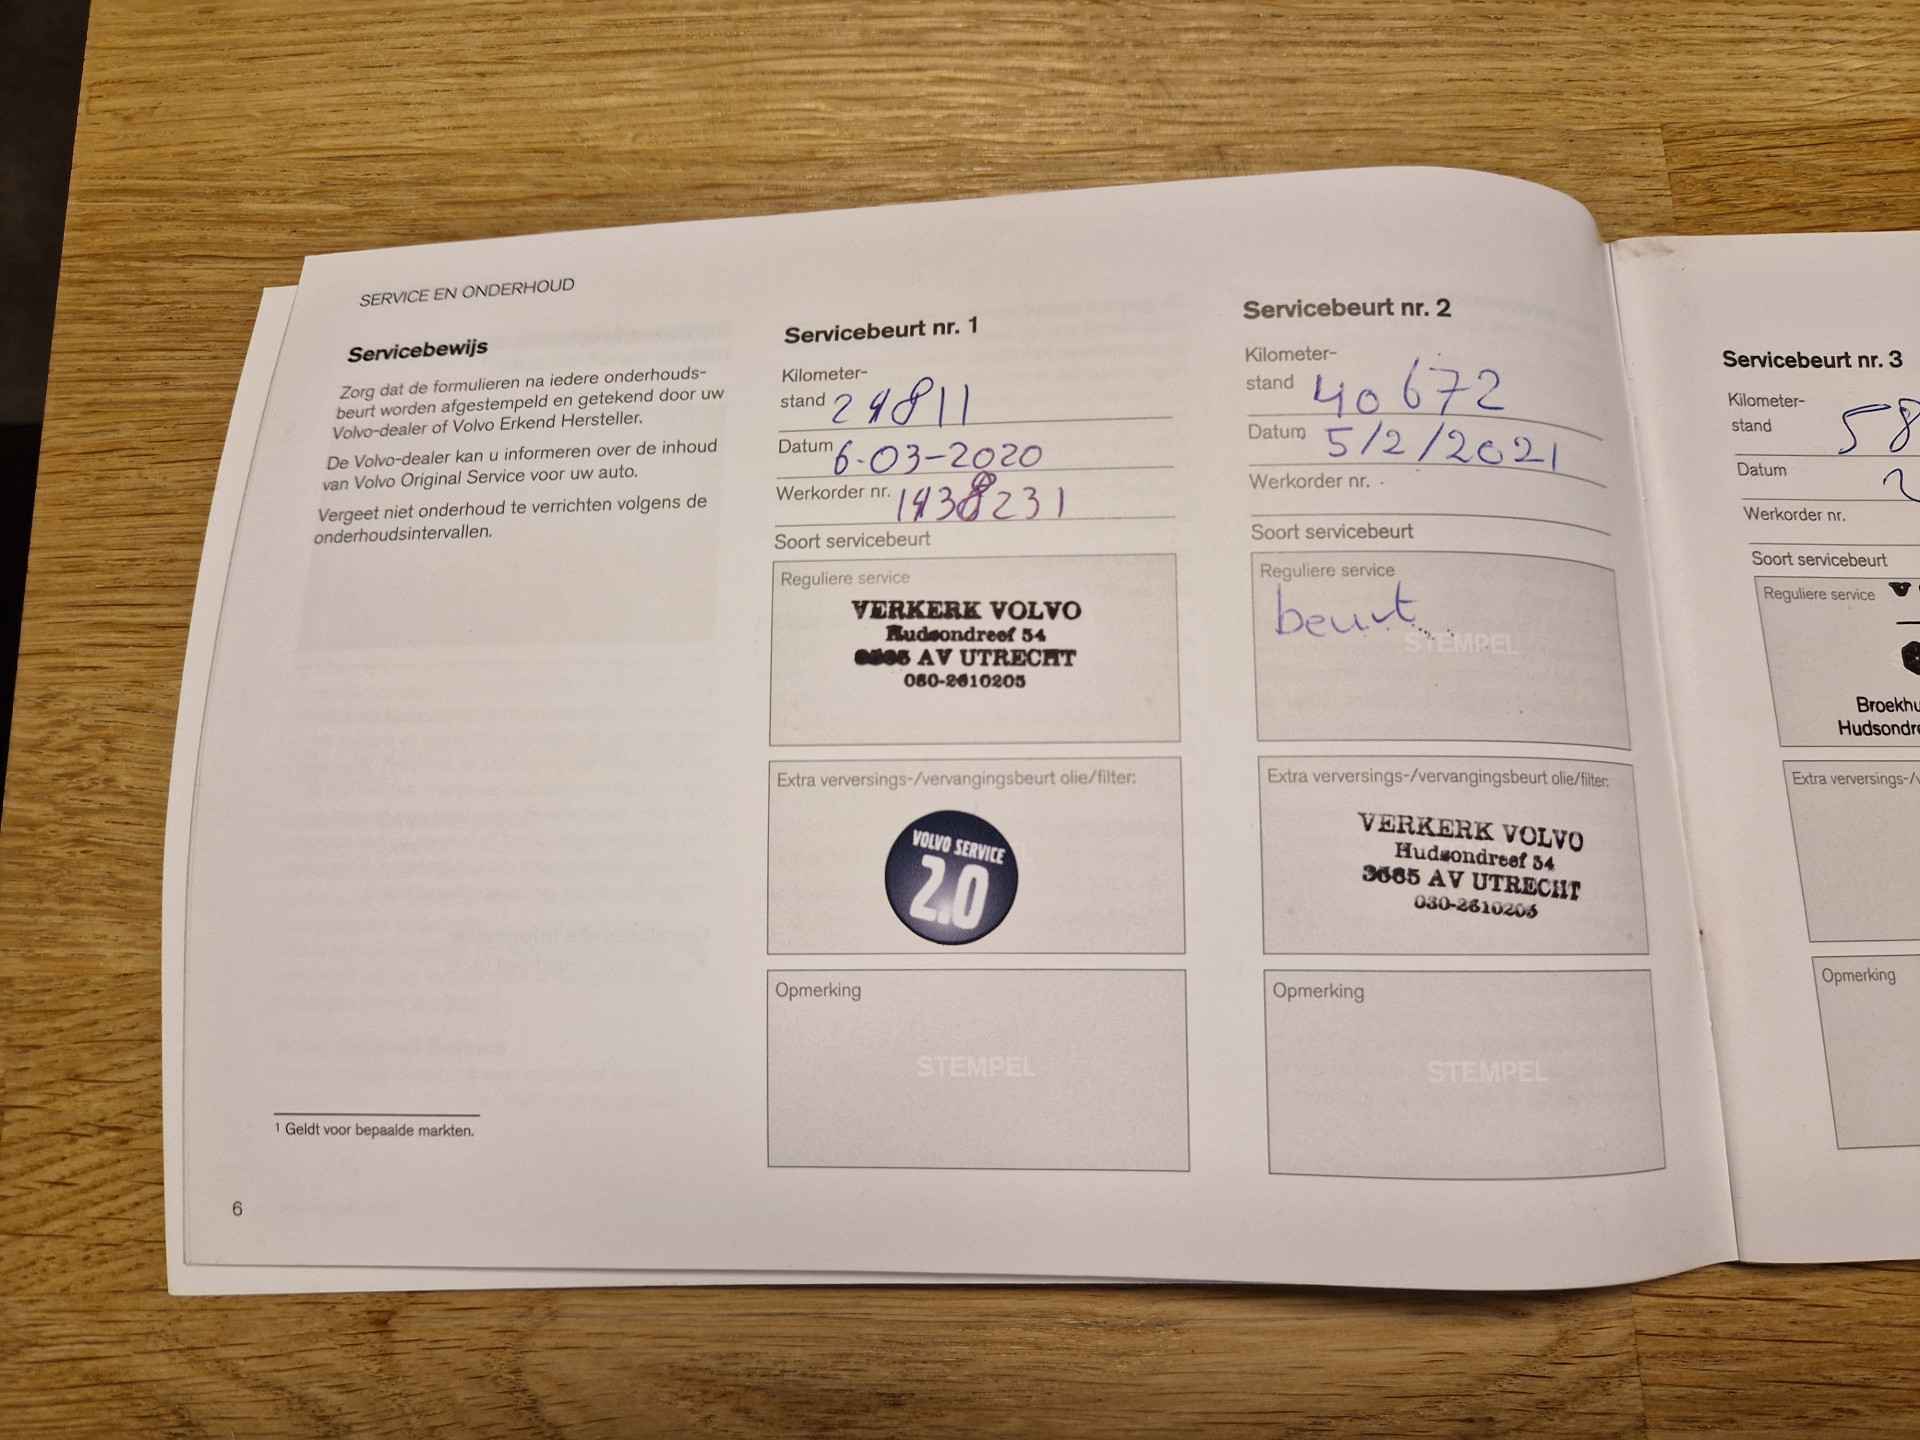 SERVICE EN ONDERHOUD
Servicebewijs
Zorg dat de formulieren na iedere onderhouds-
beurt worden afgestempeld en getekend door uw
Volvo-dealer of Volvo Erkend Hersteller.
De Volvo-dealer kan u informeren over de inhoud
van Volvo Original Service voor uw auto.
Vergeet niet onderhoud te verrichten volgens de
onderhoudsintervallen.
1 Geldt voor bepaalde markten.
6
Servicebeurt nr. 1
Kilometer-
stand
Datum 6-03-2020
Werkorder nr.
Soort servicebeurt
Reguliere service
VERKERK VOLVO
Hudsondreef 54
AV UTRECHT
030-2610205
Extra verversings-/vervangingsbeurt olie/filter:
VOLVO SERVICE
2.0
Opmerking
STEMPEL
Servicebeurt nr. 2
Kilometer-
stand 40672
Datum 5/2/2021
Werkorder nr.
Soort servicebeurt
Reguliere service
beurt
STEMPEL
Extra verversings-/vervangingsbeurt olie/filter:
VERKERK VOLVO
Hudsondreef 54
AV UTRECHT
030-2610205
Opmerking
STEMPEL
Servicebeurt nr. 3
Kilometer-
stand 58
Datum 2
Werkorder nr.
Soort servicebeurt
Reguliere service
Broekhu
Hudsondre
Extra verversings-/v
Opmerking